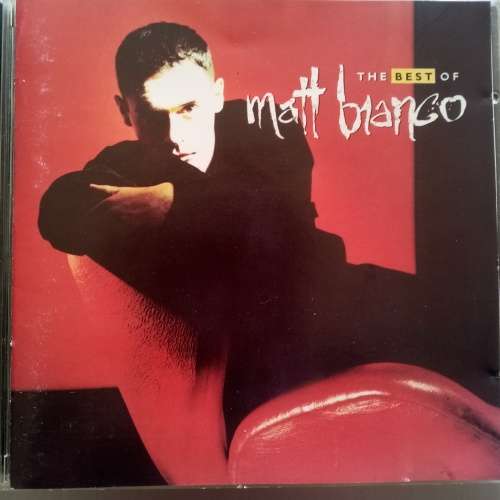 THE BEST OF
matt bianco